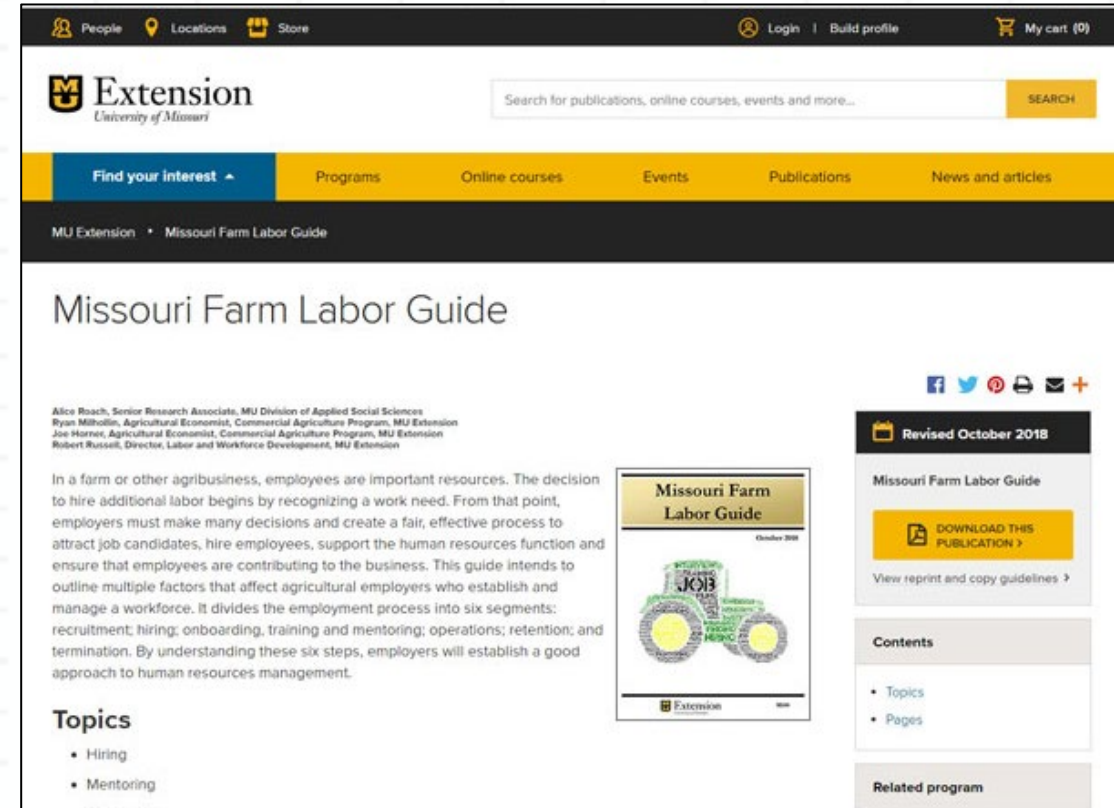 People Locations Store Login | Build profile My cart (0)
MU Extension
University of Missouri
Search for publications, online courses, events and more... SEARCH
Find your interest Programs Online courses Events Publications News and articles
MU Extension • Missouri Farm Labor Guide
Missouri Farm Labor Guide
Alice Roach, Senior Research Associate, MU Division of Applied Social Sciences
Ryan Milhollin, Agricultural Economist, Commercial Agriculture Program, MU Extension
Joe Horner, Agricultural Economist, Commercial Agriculture Program, MU Extension
Robert Russell, Director, Labor and Workforce Development, MU Extension
In a farm or other agribusiness, employees are important resources. The decision
to hire additional labor begins by recognizing a work need. From that point,
employers must make many decisions and create a fair, effective process to
attract job candidates, hire employees, support the human resources function and
ensure that employees are contributing to the business. This guide intends to
outline multiple factors that affect agricultural employers who establish and
manage a workforce. It divides the employment process into six segments:
recruitment; hiring; onboarding, training and mentoring; operations; retention; and
termination. By understanding these six steps, employers will establish a good
approach to human resources management.
Missouri Farm
Labor Guide
October 2018
JOB
Extension
Topics
• Hiring
• Mentoring
Revised October 2018
Missouri Farm Labor Guide
DOWNLOAD THIS
PUBLICATION >
View reprint and copy guidelines >
Contents
• Topics
• Pages
Related program